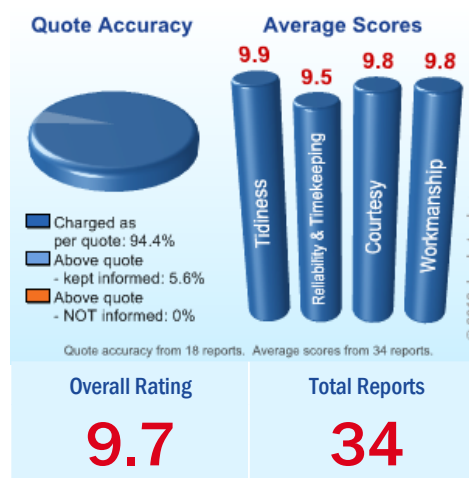 Quote Accuracy
Average Scores
9.9
9.5
9.8
9.8
Tidiness
Reliability & Timekeeping
Courtesy
Workmanship
Charged as
per quote: 94.4%
Above quote
- kept informed: 5.6%
Above quote
- NOT informed: 0%
Quote accuracy from 18 reports. Average scores from 34 reports.
Overall Rating
Total Reports
9.7
34